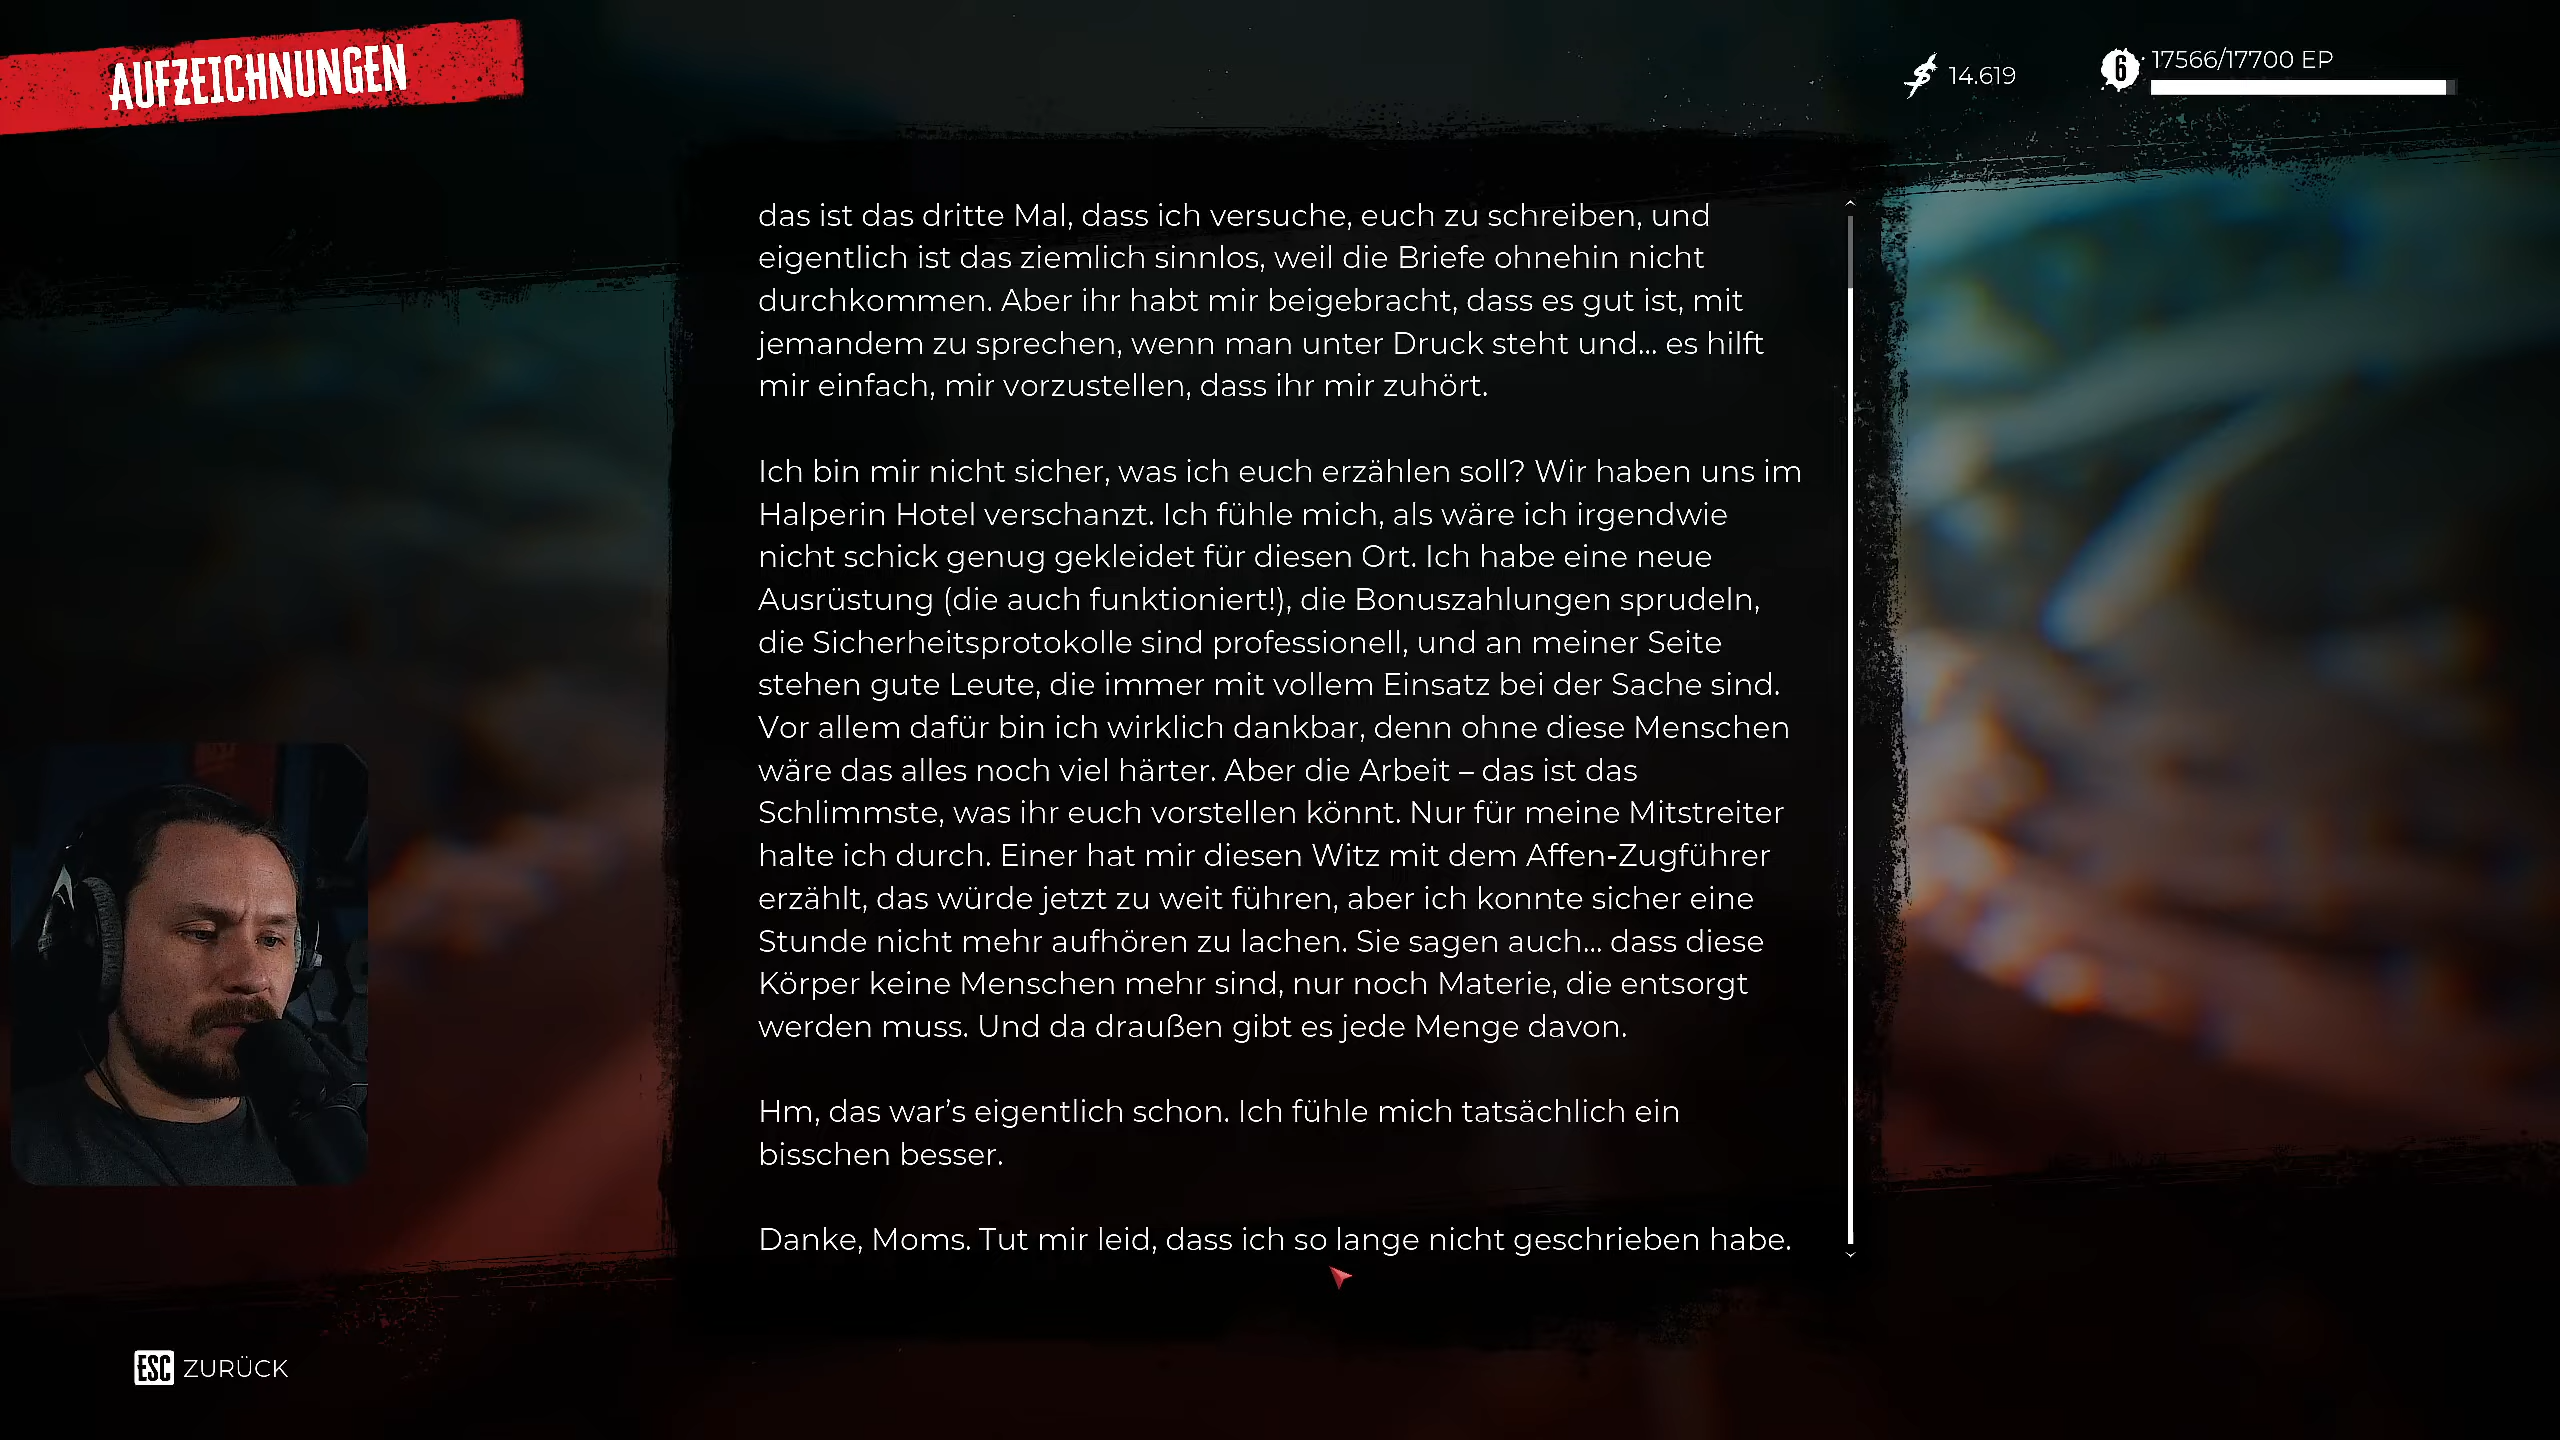 AUFZEICHNUNGEN
14.619
6
17566/17700 EP
das ist das dritte Mal, dass ich versuche, euch zu schreiben, und
eigentlich ist das ziemlich sinnlos, weil die Briefe ohnehin nicht
durchkommen. Aber ihr habt mir beigebracht, dass es gut ist, mit
jemandem zu sprechen, wenn man unter Druck steht und... es hilft
mir einfach, mir vorzustellen, dass ihr mir zuhört.
Ich bin mir nicht sicher, was ich euch erzählen soll? Wir haben uns im
Halperin Hotel verschanzt. Ich fühle mich, als wäre ich irgendwie
nicht schick genug gekleidet für diesen Ort. Ich habe eine neue
Ausrüstung (die auch funktioniert!), die Bonuszahlungen sprudeln,
die Sicherheitsprotokolle sind professionell, und an meiner Seite
stehen gute Leute, die immer mit vollem Einsatz bei der Sache sind.
Vor allem dafür bin ich wirklich dankbar, denn ohne diese Menschen
wäre das alles noch viel härter. Aber die Arbeit – das ist das
Schlimmste, was ihr euch vorstellen könnt. Nur für meine Mitstreiter
halte ich durch. Einer hat mir diesen Witz mit dem Affen-Zugführer
erzählt, das würde jetzt zu weit führen, aber ich konnte sicher eine
Stunde nicht mehr aufhören zu lachen. Sie sagen auch... dass diese
Körper keine Menschen mehr sind, nur noch Materie, die entsorgt
werden muss. Und da draußen gibt es jede Menge davon.
Hm, das war’s eigentlich schon. Ich fühle mich tatsächlich ein
bisschen besser.
Danke, Moms. Tut mir leid, dass ich so lange nicht geschrieben habe.
ESC ZURÜCK